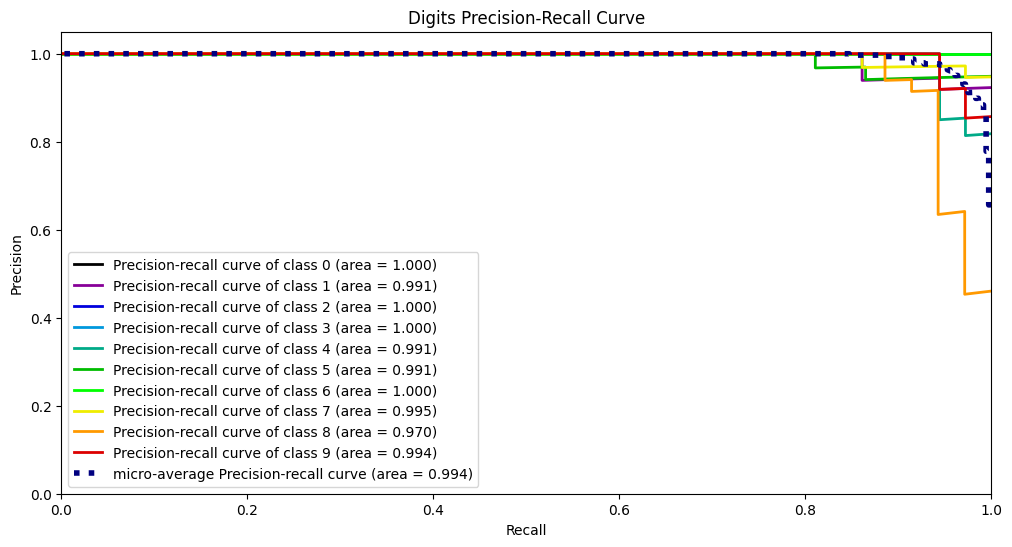 Digits Precision-Recall Curve
Precision
1.0
0.8
0.6
0.4
0.2
0.0
Precision-recall curve of class 0 (area = 1.000)
Precision-recall curve of class 1 (area = 0.991)
Precision-recall curve of class 2 (area = 1.000)
Precision-recall curve of class 3 (area = 1.000)
Precision-recall curve of class 4 (area = 0.991)
Precision-recall curve of class 5 (area = 0.991)
Precision-recall curve of class 6 (area = 1.000)
Precision-recall curve of class 7 (area = 0.995)
Precision-recall curve of class 8 (area = 0.970)
Precision-recall curve of class 9 (area = 0.994)
micro-average Precision-recall curve (area = 0.994)
0.0 0.2 0.4 0.6 0.8 1.0
Recall